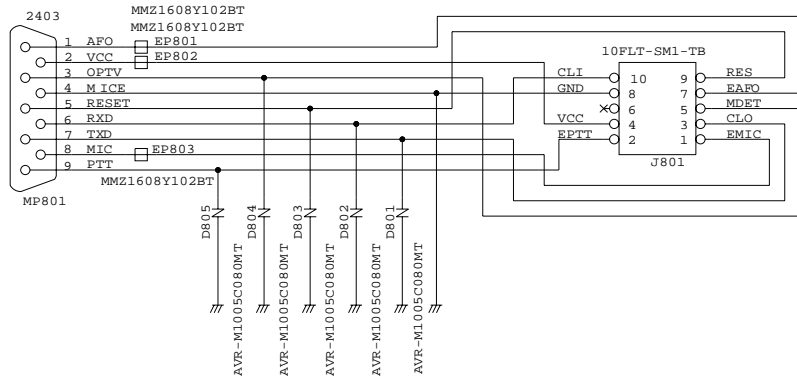 MMZ1608Y102BT
2403
MMZ1608Y102BT
1 AFO EP801
2 VCC EP802
3 OPTV
4 MICE
5 RESET
6 RXD
7 TXD
8 MIC EP803
9 PTT
MMZ1608Y102BT
MP801
10FLT-SM1-TB
CLI 10 9 RES
GND 8 7 EAFO
6 5 MDET
VCC 4 3 CLO
EPTT 2 1 EMIC
J801
D805
D804
D803
D802
D801
AVR-M1005C080MT
AVR-M1005C080MT
AVR-M1005C080MT
AVR-M1005C080MT
AVR-M1005C080MT